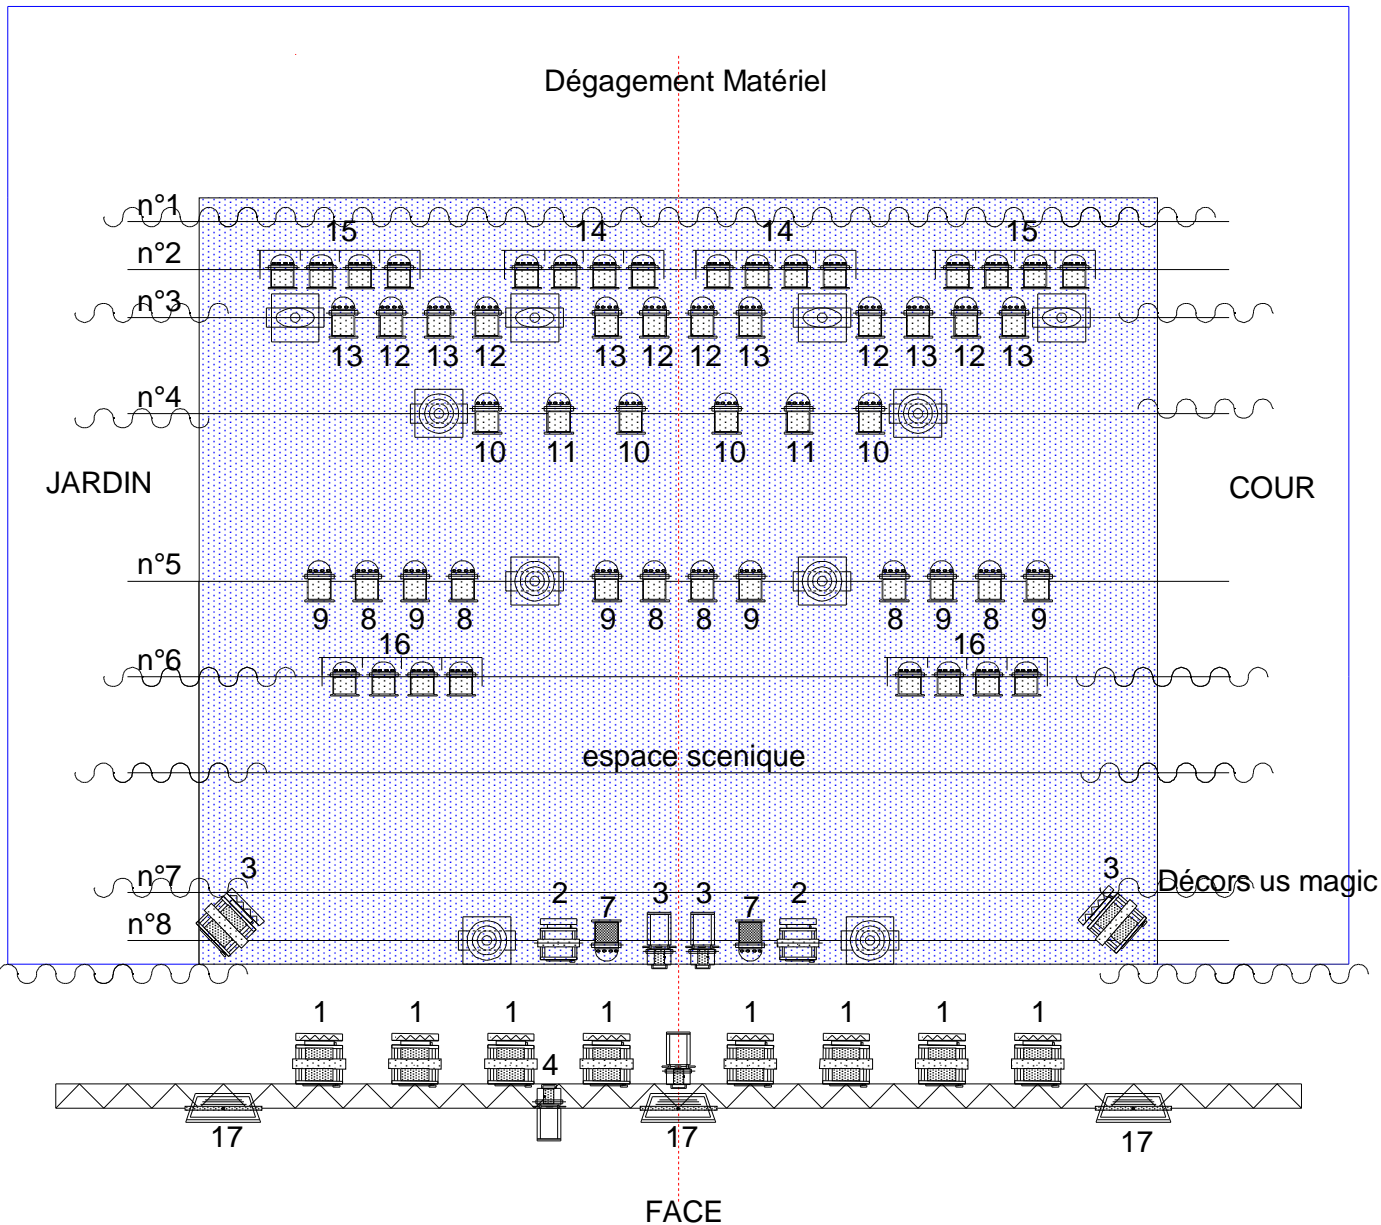 Dégagement Matériel
n°1
15 14 14 15
n°2
n°3
13 12 13 12 13 12 12 13 12 13 12 13
n°4
10 11 10 10 11 10
JARDIN COUR
n°5
9 8 9 8 9 8 8 9 8 9 8 9
16 16
n°6
espace scenique
3 3
n°7 Décors us magic
2 7 3 3 7 2
n°8
1 1 1 1 1 1 1 1
4
17 17 17
FACE